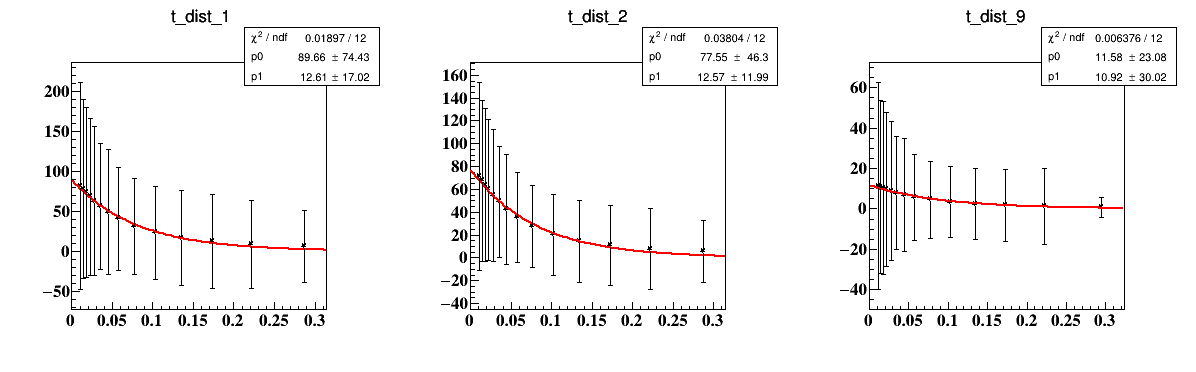 t_dist_1
χ² / ndf 0.01897 / 12
p0 89.66 ± 74.43
p1 12.61 ± 17.02
200
150
100
50
0
−50
0 0.05 0.1 0.15 0.2 0.25 0.3
t_dist_2
χ² / ndf 0.03804 / 12
p0 77.55 ± 46.3
p1 12.57 ± 11.99
160
140
120
100
80
60
40
20
0
−20
−40
0 0.05 0.1 0.15 0.2 0.25 0.3
t_dist_9
χ² / ndf 0.006376 / 12
p0 11.58 ± 23.08
p1 10.92 ± 30.02
60
40
20
0
−20
−40
0 0.05 0.1 0.15 0.2 0.25 0.3